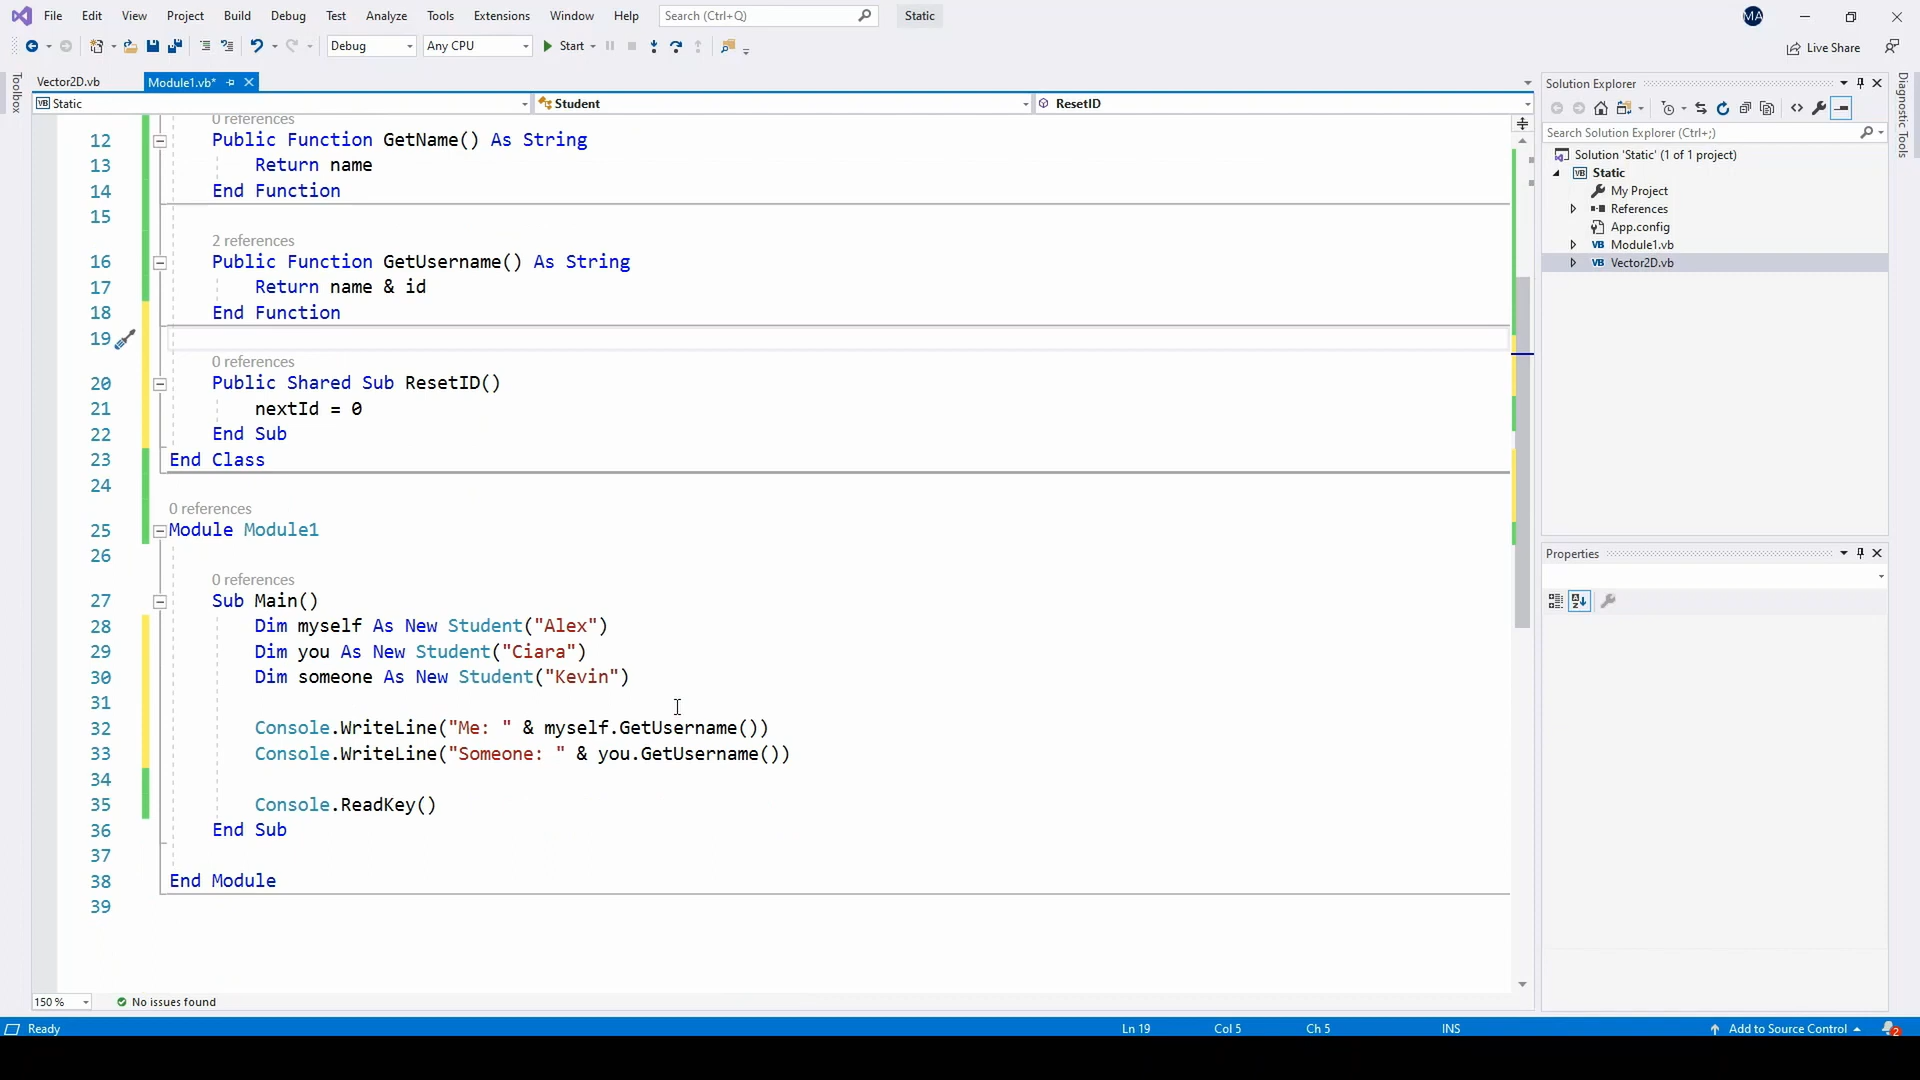 File Edit View Project Build Debug Test Analyze Tools Extensions Window Help Search (Ctrl+Q) Static MA
Debug Any CPU Start Live Share
Toolbox
Vector2D.vb Module1.vb*
VB Static Student ResetID
0 references
12 Public Function GetName() As String
13 Return name
14 End Function
15
2 references
16 Public Function GetUsername() As String
17 Return name & id
18 End Function
19
0 references
20 Public Shared Sub ResetID()
21 nextId = 0
22 End Sub
23 End Class
24
0 references
25 Module Module1
26
0 references
27 Sub Main()
28 Dim myself As New Student("Alex")
29 Dim you As New Student("Ciara")
30 Dim someone As New Student("Kevin")
31
32 Console.WriteLine("Me: " & myself.GetUsername())
33 Console.WriteLine("Someone: " & you.GetUsername())
34
35 Console.ReadKey()
36 End Sub
37
38 End Module
39
150 % No issues found
Solution Explorer
Search Solution Explorer (Ctrl+;)
Solution 'Static' (1 of 1 project)
VB Static
My Project
References
App.config
VB Module1.vb
VB Vector2D.vb
Properties
Diagnostic Tools
Ready Ln 19 Col 5 Ch 5 INS Add to Source Control 2